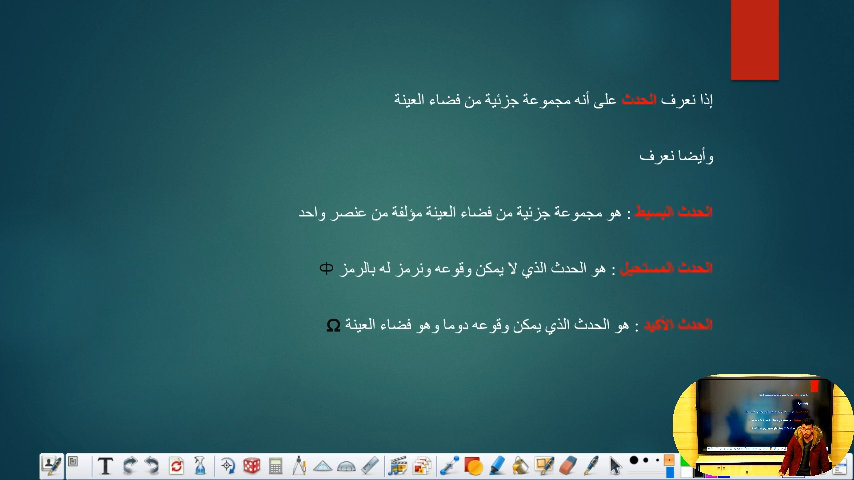 إذا نعرف الحدث على أنه مجموعة جزئية من فضاء العينة
وأيضا نعرف
الحدث البسيط : هو مجموعة جزئية من فضاء العينة مؤلفة من عنصر واحد
الحدث المستحيل : هو الحدث الذي لا يمكن وقوعه ونرمز له بالرمز Φ
الحدث الأكيد : هو الحدث الذي يمكن وقوعه دوما وهو فضاء العينة Ω